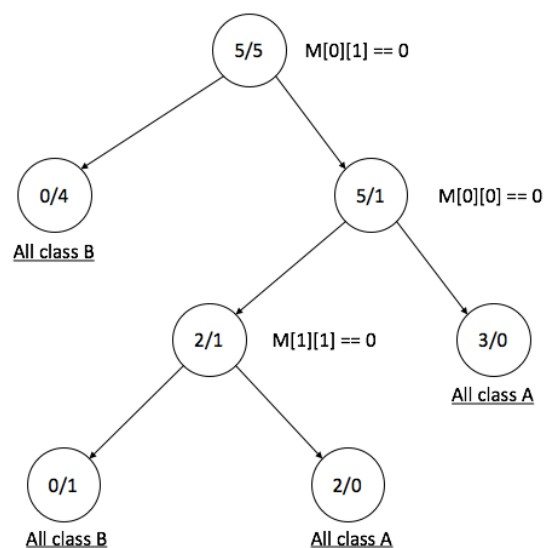 5/5 M[0][1] == 0
0/4 5/1 M[0][0] == 0
All class B
2/1 M[1][1] == 0 3/0
All class A
0/1 2/0
All class B All class A